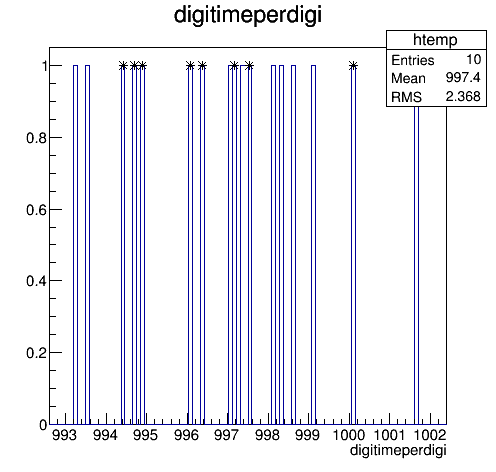 digitimeperdigi
htemp
Entries 10
Mean 997.4
RMS 2.368
1
0.8
0.6
0.4
0.2
0
993 994 995 996 997 998 999 1000 1001 1002
digitimeperdigi